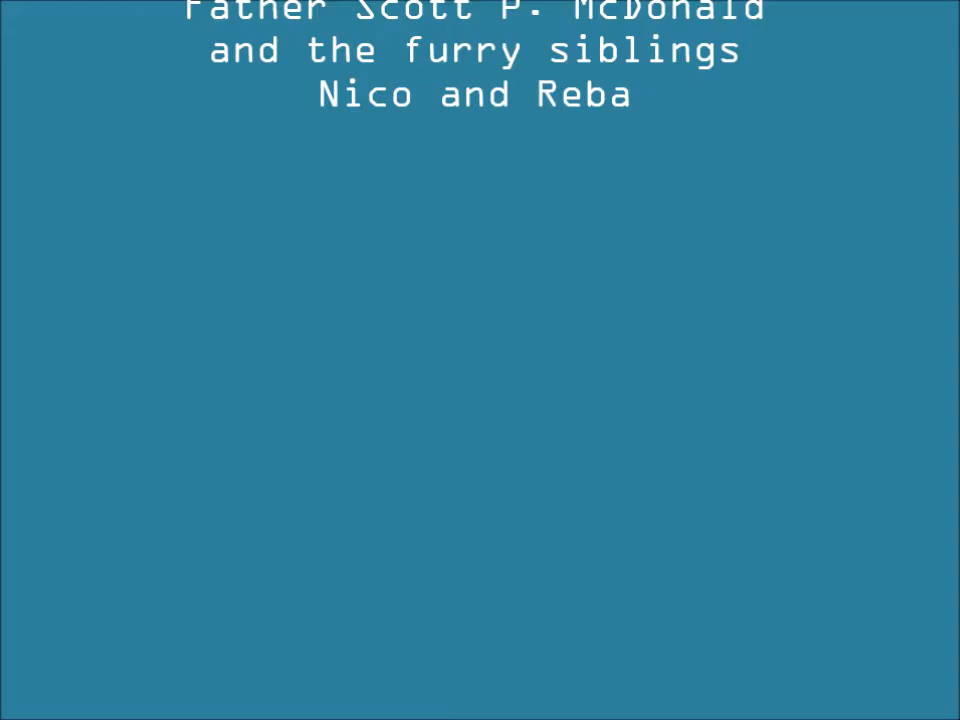 Father Scott P. McDonald
and the furry siblings
Nico and Reba